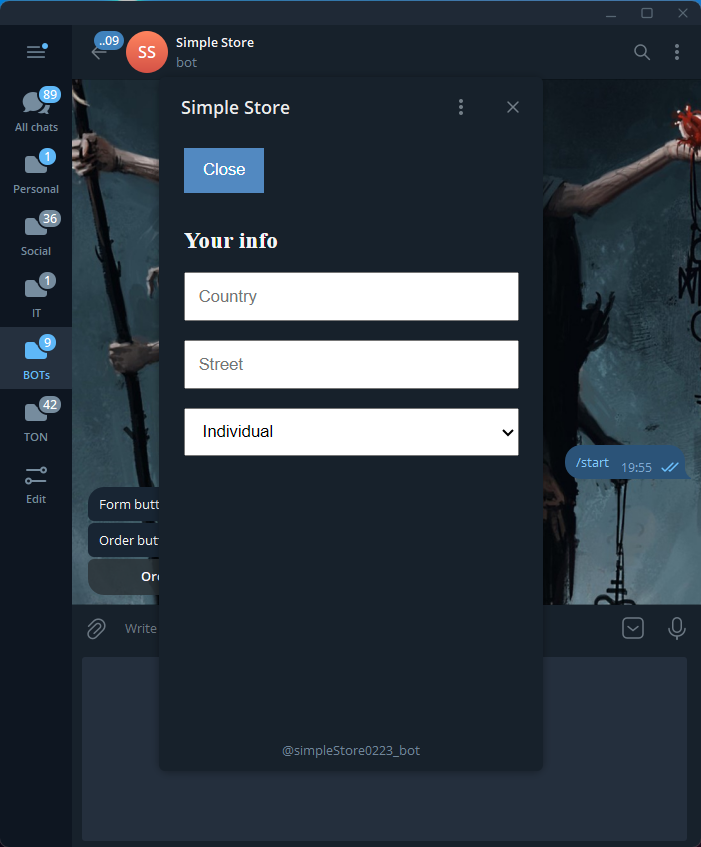 ..09
SS
Simple Store
bot
89
All chats
1
Personal
36
Social
1
IT
9
BOTs
42
TON
Edit
Simple Store
Close
Your info
Country
Street
Individual
/start 19:55
Form butt
Order but
Ord
Write
@simpleStore0223_bot